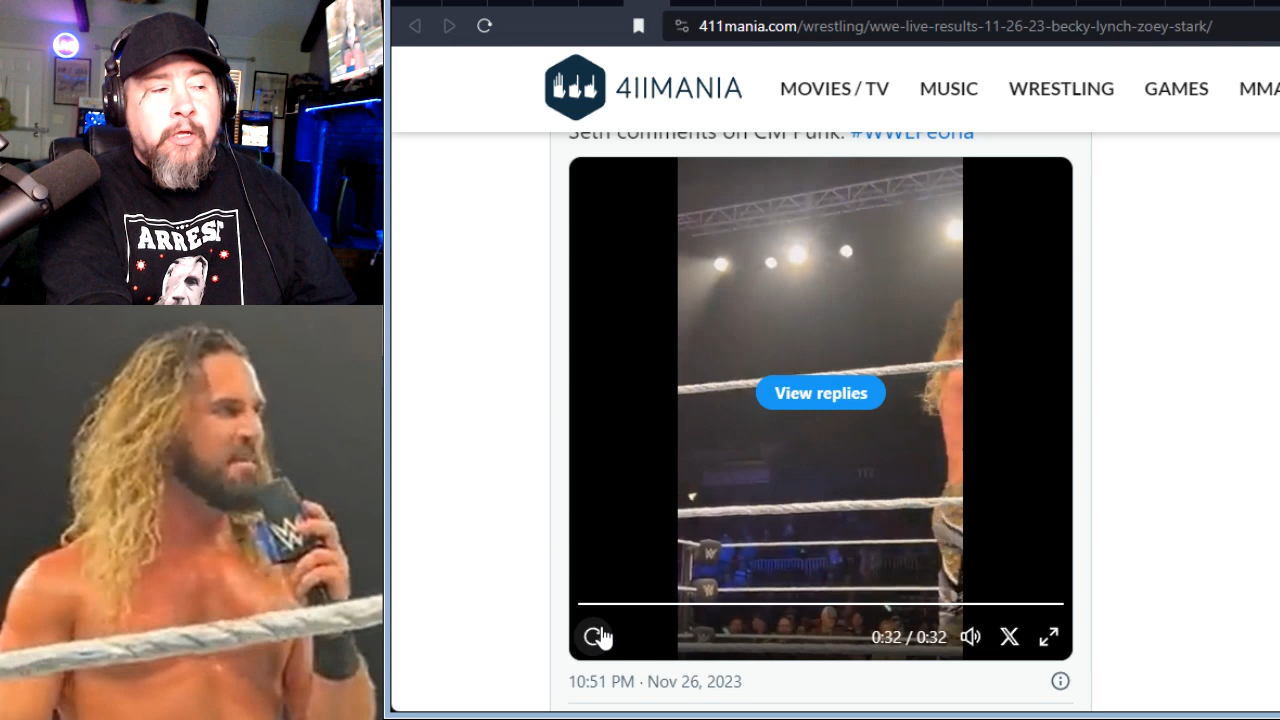 411mania.com/wrestling/wwe-live-results-11-26-23-becky-lynch-zoey-stark/
411MANIA
MOVIES / TV
MUSIC
WRESTLING
GAMES
MMA
Seth comments on CM Punk. #WWEPeoria
ARREST
View replies
W
0:32 / 0:32
10:51 PM · Nov 26, 2023